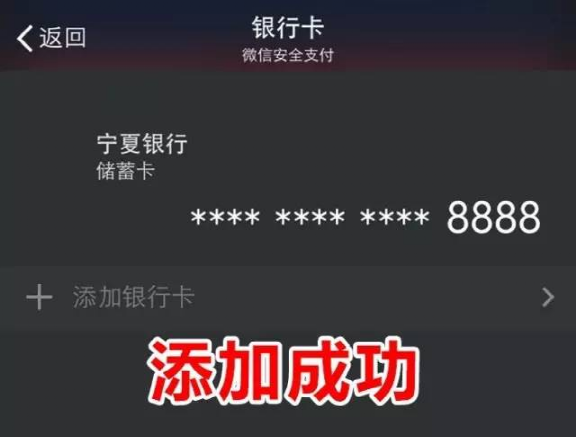 返回
银行卡
微信安全支付
宁夏银行
储蓄卡
**** **** **** 8888
添加银行卡
添加成功